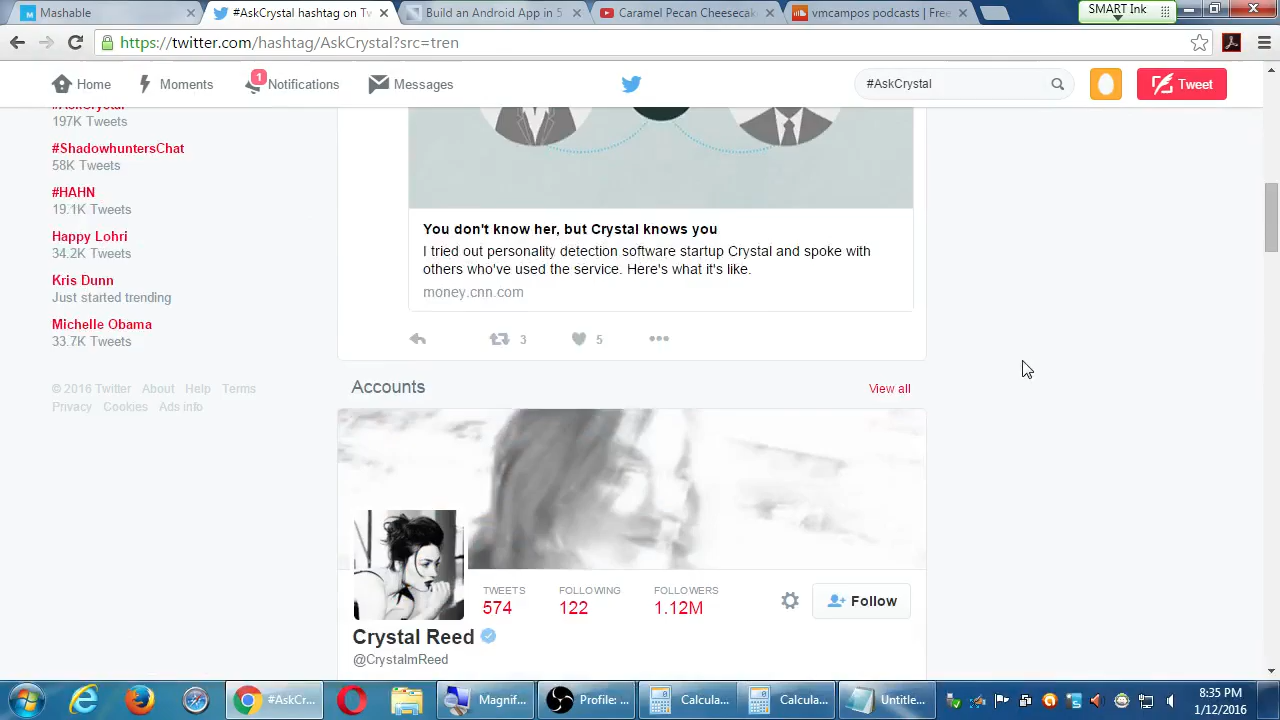 Mashable
#AskCrystal hashtag on Tw
Build an Android App in 5
Caramel Pecan Cheesecak
vmcampos podcasts | Free
SMART Ink
https://twitter.com/hashtag/AskCrystal?src=tren
Home
Moments
1
Notifications
Messages
#AskCrystal
Tweet
#AskCrystal
197K Tweets
#ShadowhuntersChat
58K Tweets
#HAHN
19.1K Tweets
Happy Lohri
34.2K Tweets
Kris Dunn
Just started trending
Michelle Obama
33.7K Tweets
© 2016 Twitter About Help Terms
Privacy Cookies Ads info
You don't know her, but Crystal knows you
I tried out personality detection software startup Crystal and spoke with
others who've used the service. Here's what it's like.
money.cnn.com
3
5
Accounts
View all
TWEETS
574
FOLLOWING
122
FOLLOWERS
1.12M
Follow
Crystal Reed
@CrystalmReed
#AskCr...
Magnif...
Profile: ...
Calcula...
Calcula...
Untitle...
8:35 PM
1/12/2016